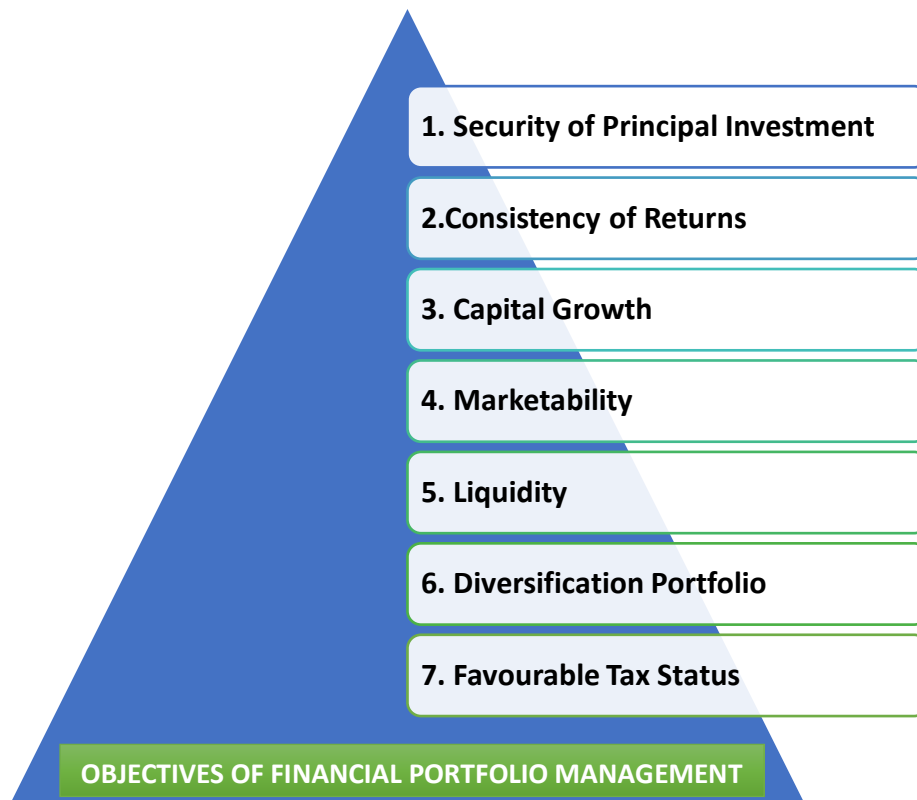 1. Security of Principal Investment
2.Consistency of Returns
3. Capital Growth
4. Marketability
5. Liquidity
6. Diversification Portfolio
7. Favourable Tax Status
OBJECTIVES OF FINANCIAL PORTFOLIO MANAGEMENT